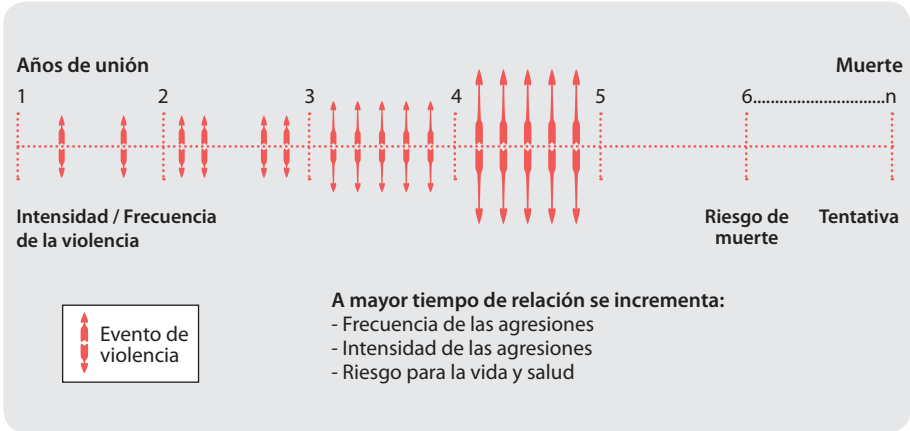 Años de unión
Muerte
1 2 3 4 5 6..............................n
Intensidad / Frecuencia
de la violencia
Riesgo de
muerte
Tentativa
Evento de
violencia
A mayor tiempo de relación se incrementa:
- Frecuencia de las agresiones
- Intensidad de las agresiones
- Riesgo para la vida y salud